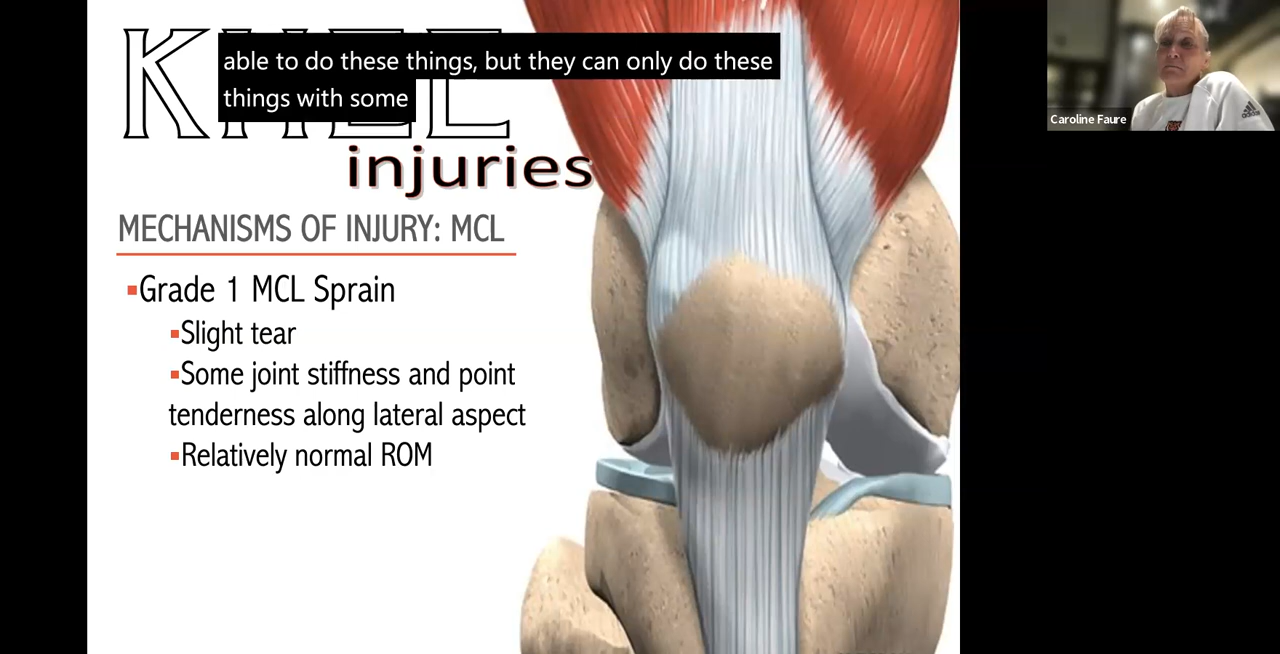 able to do these things, but they can only do these
things with some
Caroline Faure
injuries
MECHANISMS OF INJURY: MCL
▪Grade 1 MCL Sprain
▪Slight tear
▪Some joint stiffness and point
tenderness along lateral aspect
▪Relatively normal ROM